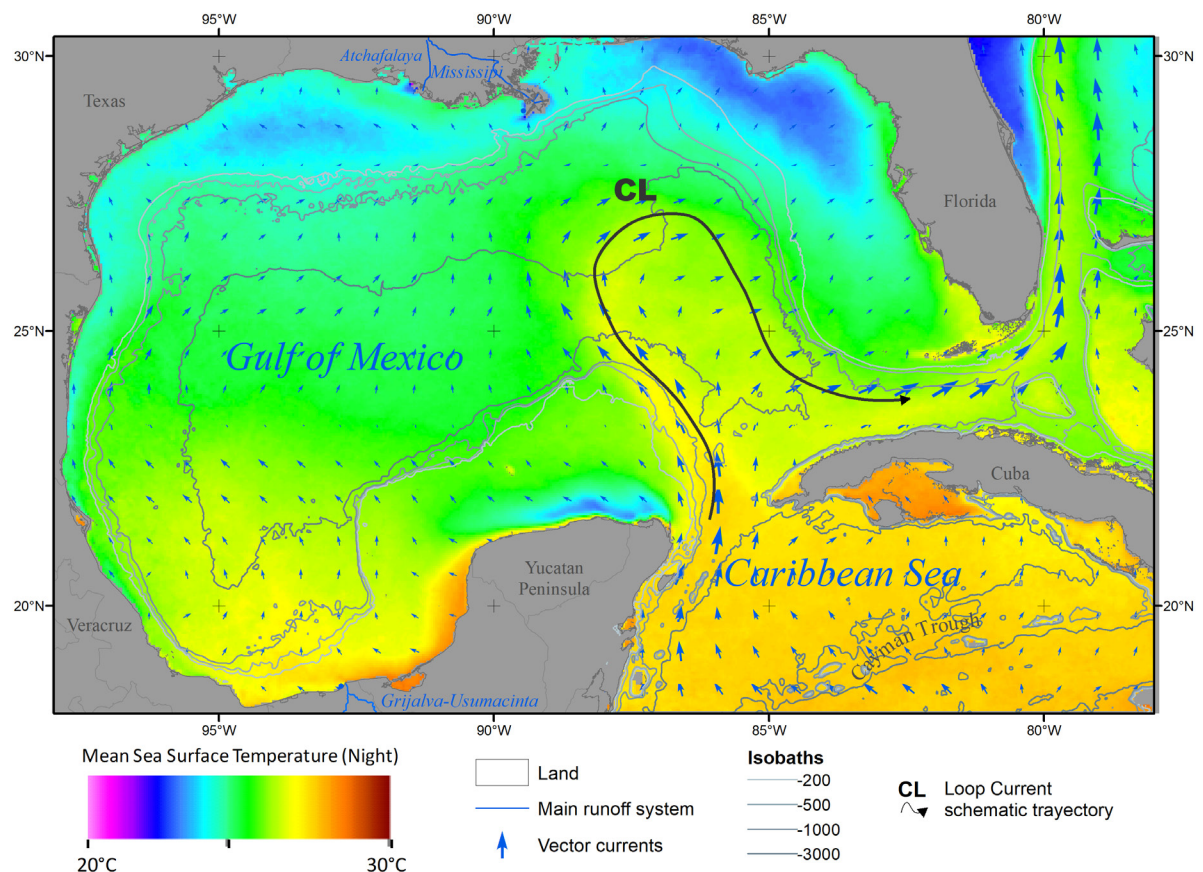 95°W 90°W 85°W 80°W
30°N 30°N
Atchafalaya
Mississipi
Texas
Florida
CL
25°N 25°N
Gulf of Mexico
Cuba
Yucatan
Peninsula
Caribbean Sea
20°N 20°N
Veracruz
Cayman Trough
Grijalva-Usumacinta
95°W 90°W 85°W 80°W
Mean Sea Surface Temperature (Night)
20°C 30°C
Land
Main runoff system
Vector currents
Isobaths
-200
-500
-1000
-3000
CL Loop Current
schematic trajectory